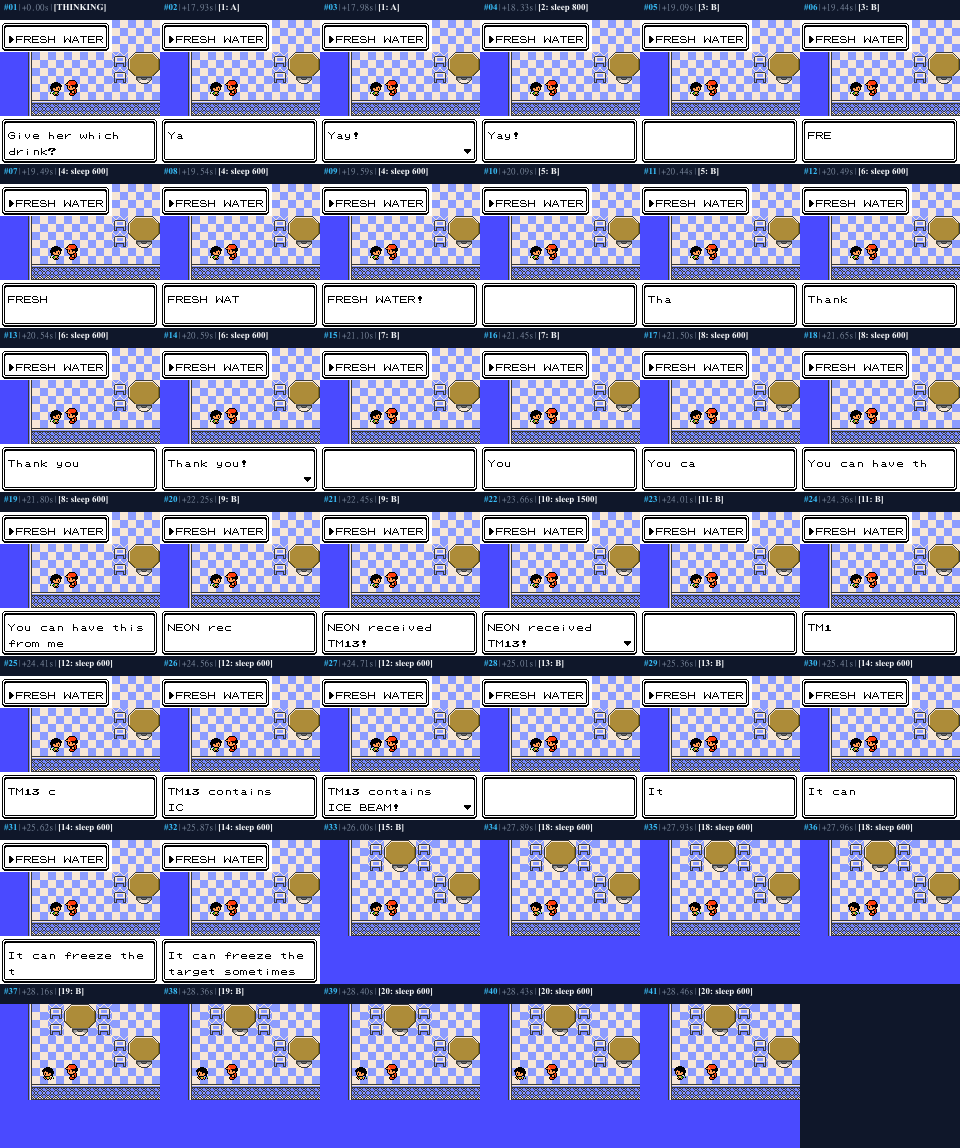 #01 | +0.00s | [THINKING]
▶FRESH WATER
Give her which
drink?
#02 | +17.93s | [1: A]
▶FRESH WATER
Ya
#03 | +17.98s | [1: A]
▶FRESH WATER
Yay!
#04 | +18.33s | [2: sleep 800]
▶FRESH WATER
Yay!
#05 | +19.09s | [3: B]
▶FRESH WATER
#06 | +19.44s | [3: B]
▶FRESH WATER
FRE
#07 | +19.49s | [4: sleep 600]
▶FRESH WATER
FRESH
#08 | +19.54s | [4: sleep 600]
▶FRESH WATER
FRESH WAT
#09 | +19.59s | [4: sleep 600]
▶FRESH WATER
FRESH WATER!
#10 | +20.09s | [5: B]
▶FRESH WATER
#11 | +20.44s | [5: B]
▶FRESH WATER
Tha
#12 | +20.49s | [6: sleep 600]
▶FRESH WATER
Thank
#13 | +20.54s | [6: sleep 600]
▶FRESH WATER
Thank you
#14 | +20.59s | [6: sleep 600]
▶FRESH WATER
Thank you!
#15 | +21.10s | [7: B]
▶FRESH WATER
#16 | +21.45s | [7: B]
▶FRESH WATER
You
#17 | +21.50s | [8: sleep 600]
▶FRESH WATER
You ca
#18 | +21.65s | [8: sleep 600]
▶FRESH WATER
You can have th
#19 | +21.80s | [8: sleep 600]
▶FRESH WATER
You can have this
from me
#20 | +22.25s | [9: B]
▶FRESH WATER
NEON rec
#21 | +22.45s | [9: B]
▶FRESH WATER
NEON received
TM13!
#22 | +23.66s | [10: sleep 1500]
▶FRESH WATER
NEON received
TM13!
#23 | +24.01s | [11: B]
▶FRESH WATER
#24 | +24.36s | [11: B]
▶FRESH WATER
TM1
#25 | +24.41s | [12: sleep 600]
▶FRESH WATER
TM13 c
#26 | +24.56s | [12: sleep 600]
▶FRESH WATER
TM13 contains
IC
#27 | +24.71s | [12: sleep 600]
▶FRESH WATER
TM13 contains
ICE BEAM!
#28 | +25.01s | [13: B]
▶FRESH WATER
#29 | +25.36s | [13: B]
▶FRESH WATER
It
#30 | +25.41s | [14: sleep 600]
▶FRESH WATER
It can
#31 | +25.62s | [14: sleep 600]
▶FRESH WATER
It can freeze the
t
#32 | +25.87s | [14: sleep 600]
▶FRESH WATER
It can freeze the
target sometimes
#33 | +26.00s | [15: B]
#34 | +27.89s | [18: sleep 600]
#35 | +27.93s | [18: sleep 600]
#36 | +27.96s | [18: sleep 600]
#37 | +28.16s | [19: B]
#38 | +28.36s | [19: B]
#39 | +28.40s | [20: sleep 600]
#40 | +28.43s | [20: sleep 600]
#41 | +28.46s | [20: sleep 600]